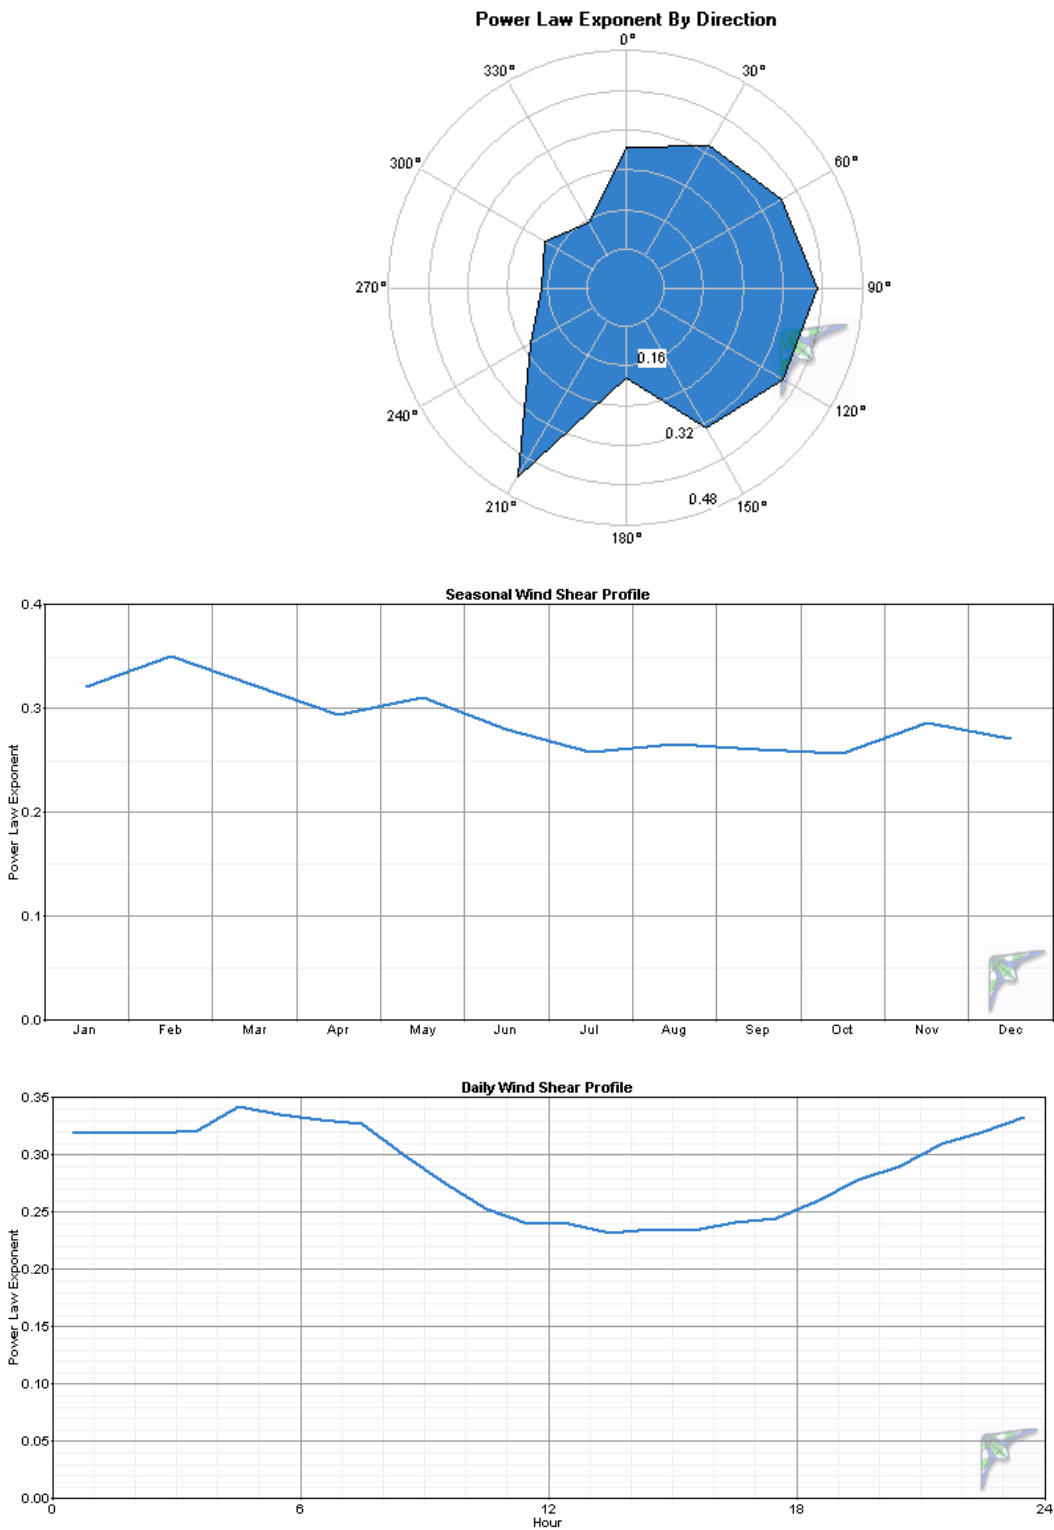 Power Law Exponent By Direction
0°
330° 30°
300° 60°
270° 90°
0.16
240° 120°
0.32
210° 0.48 150°
180°
Seasonal Wind Shear Profile
0.4
0.3
0.2
0.1
0.0
Power Law Exponent
Jan Feb Mar Apr May Jun Jul Aug Sep Oct Nov Dec
Daily Wind Shear Profile
0.35
0.30
0.25
0.20
0.15
0.10
0.05
0.00
Power Law Exponent
0 6 12 18 24
Hour